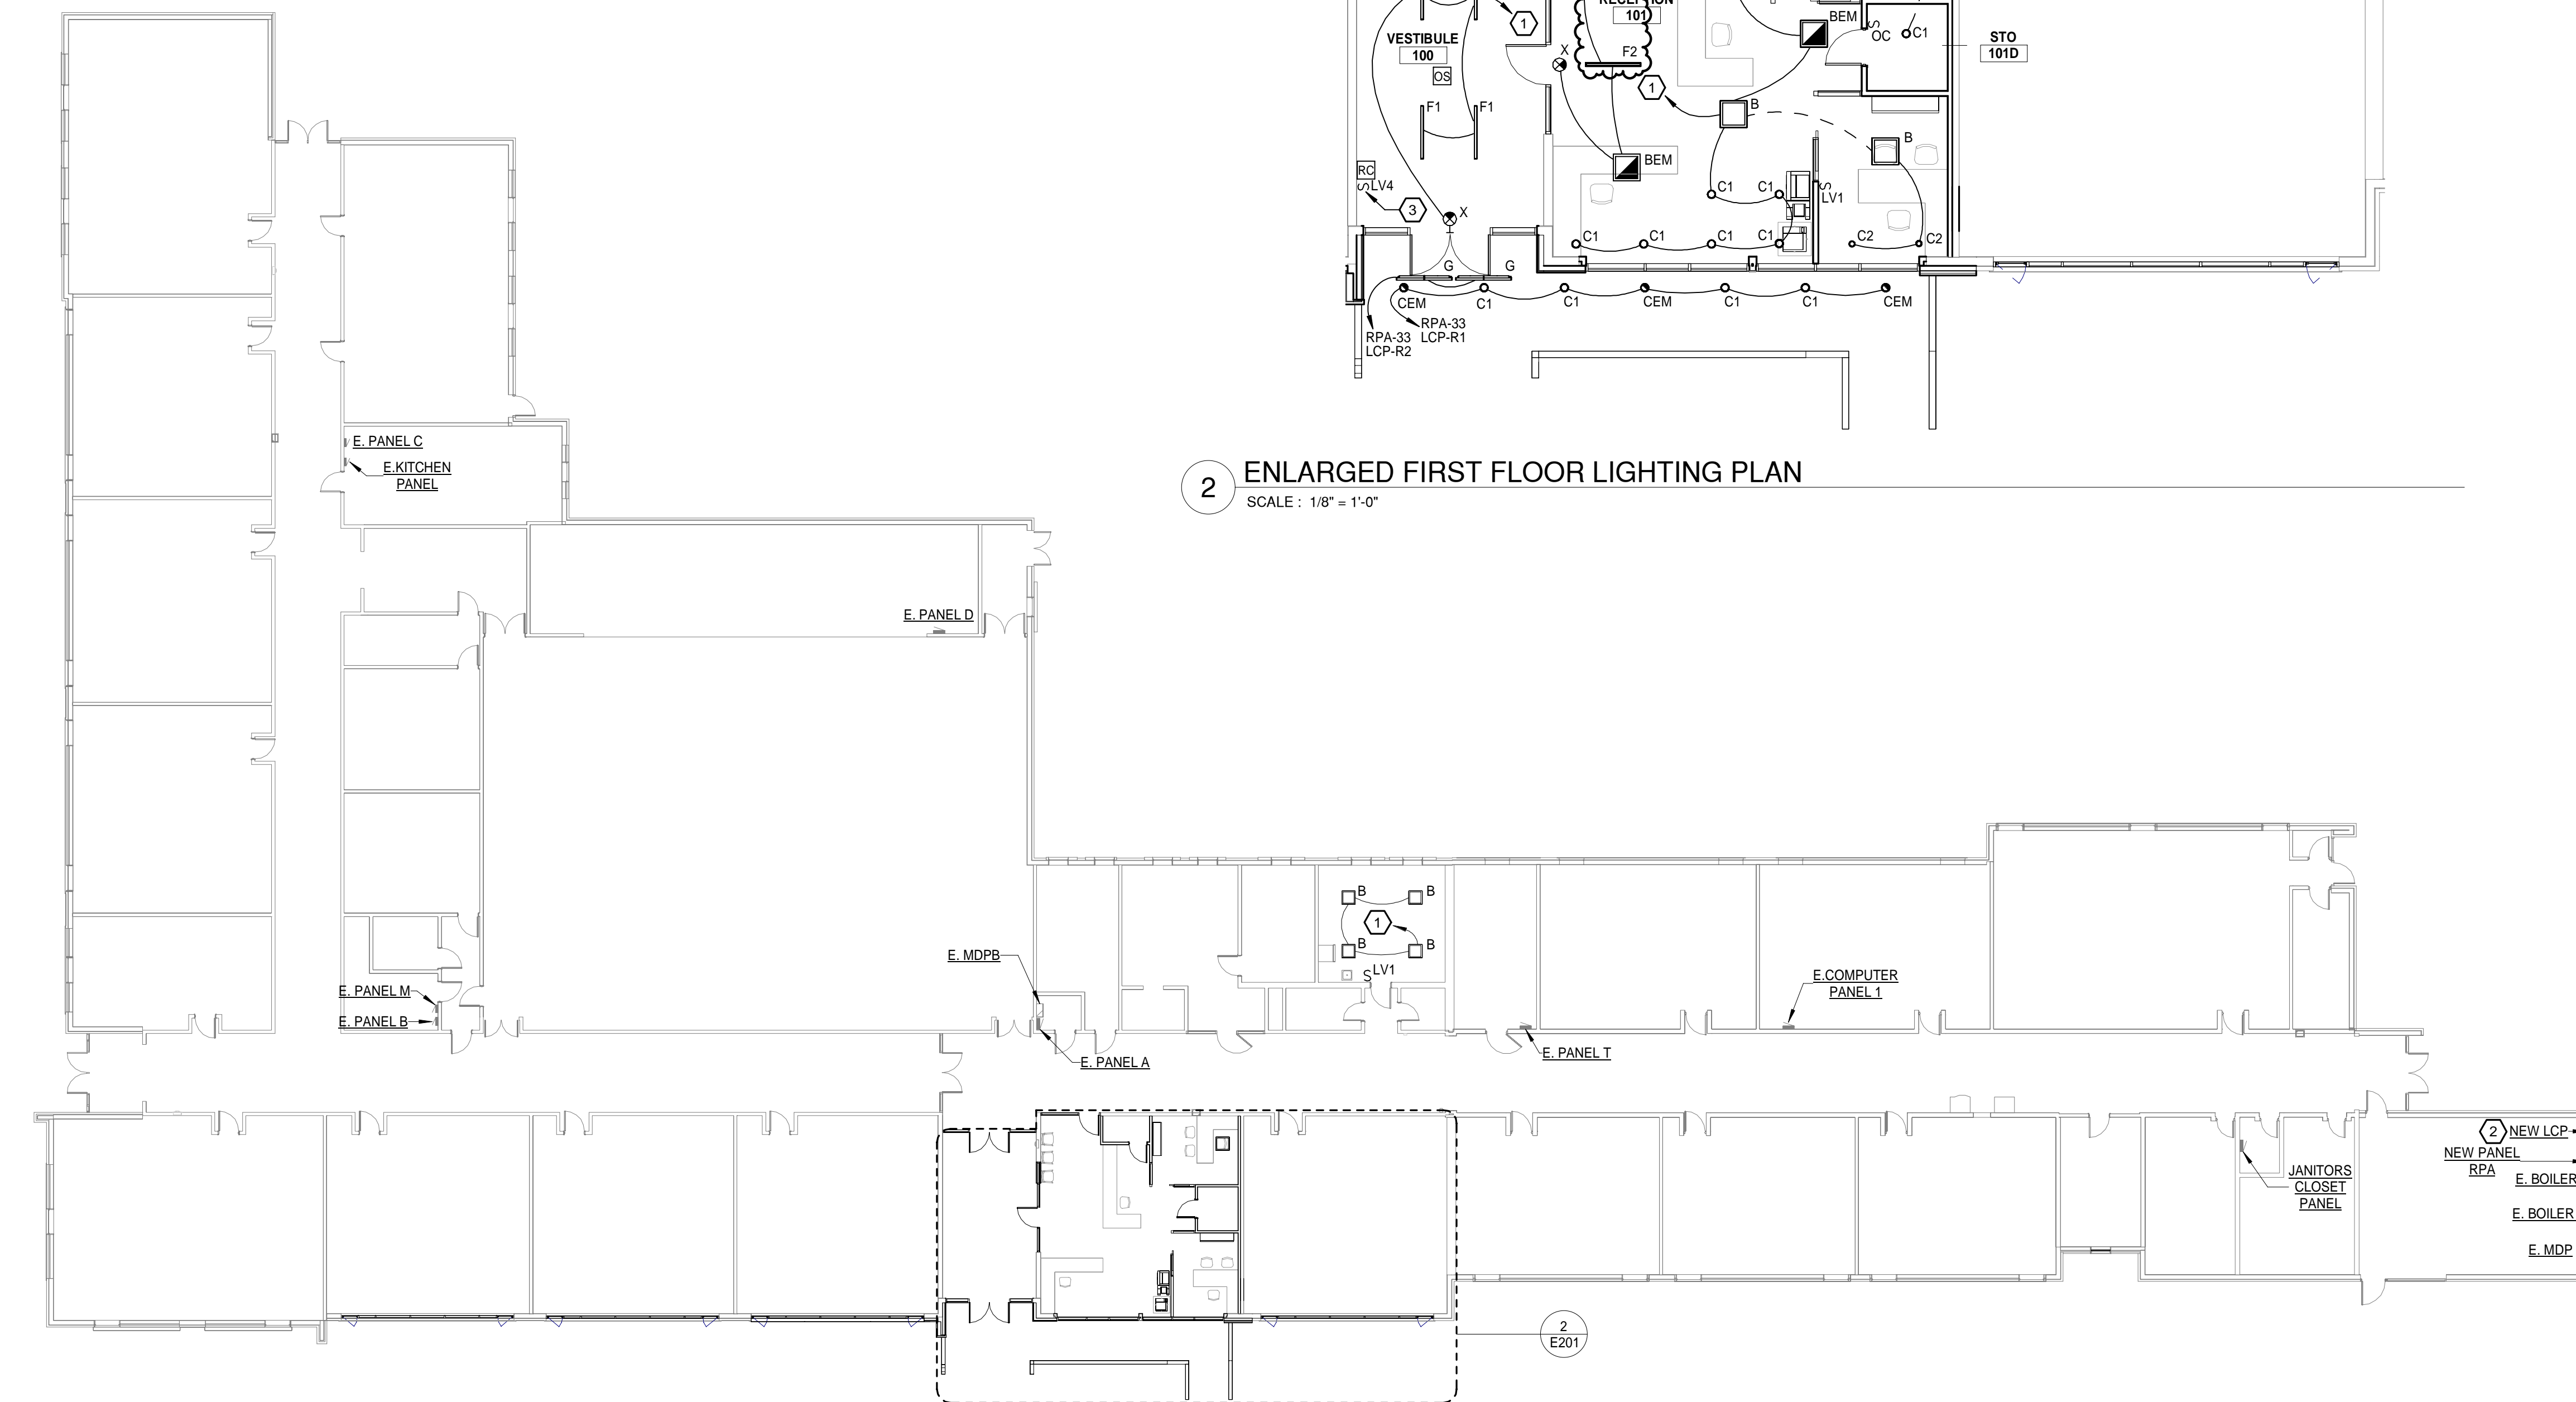 RECEPTION
101
BEM
S
OC
C1
STO
101D
1
VESTIBULE
100
OS
X
F2
1
B
F1
F1
B
BEM
RC
S
LV4
3
X
C1
C1
S
LV1
C1
C1
C1
C1
C2
C2
G
G
CEM
C1
C1
CEM
C1
C1
CEM
RPA-33
LCP-R1
RPA-33
LCP-R2
E. PANEL C
E.KITCHEN
PANEL
2
ENLARGED FIRST FLOOR LIGHTING PLAN
SCALE : 1/8" = 1'-0"
E. PANEL D
B
B
1
B
B
S
LV1
E. MDPB
E. PANEL M
E. PANEL B
E. PANEL A
E. PANEL T
E.COMPUTER
PANEL 1
2
NEW LCP
NEW PANEL
RPA
E. BOILER
E. BOILER
E. MDP
JANITORS
CLOSET
PANEL
2
E201